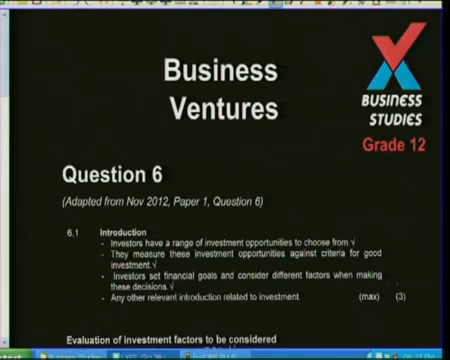 Business
Ventures
BUSINESS
STUDIES
Grade 12
Question 6
(Adapted from Nov 2012, Paper 1, Question 6)
6.1 Introduction
- Investors have a range of investment opportunities to choose from.√
- They measure these investment opportunities against criteria for good
investment.√
- Investors set financial goals and consider different factors when making
these decisions.√
- Any other relevant introduction related to investment. (max) (3)
Evaluation of investment factors to be considered